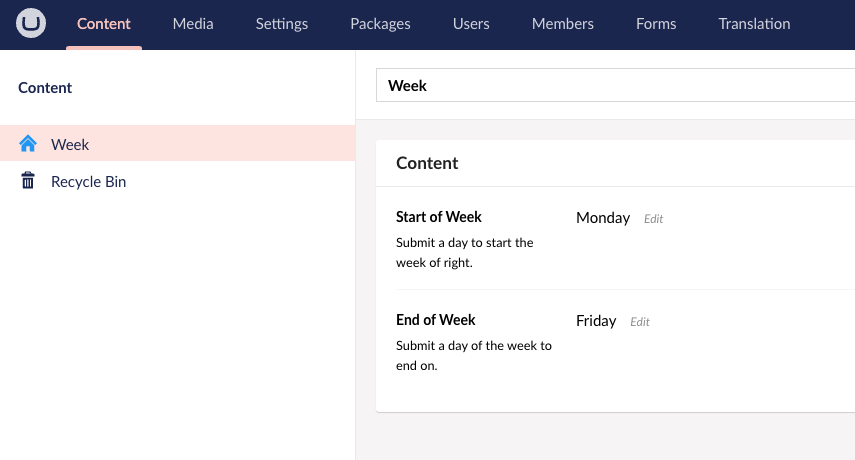 Content Media Settings Packages Users Members Forms Translation
Content
Week
Recycle Bin
Week
Content
Start of Week
Submit a day to start the
week of right.
Monday Edit
End of Week
Submit a day of the week to
end on.
Friday Edit